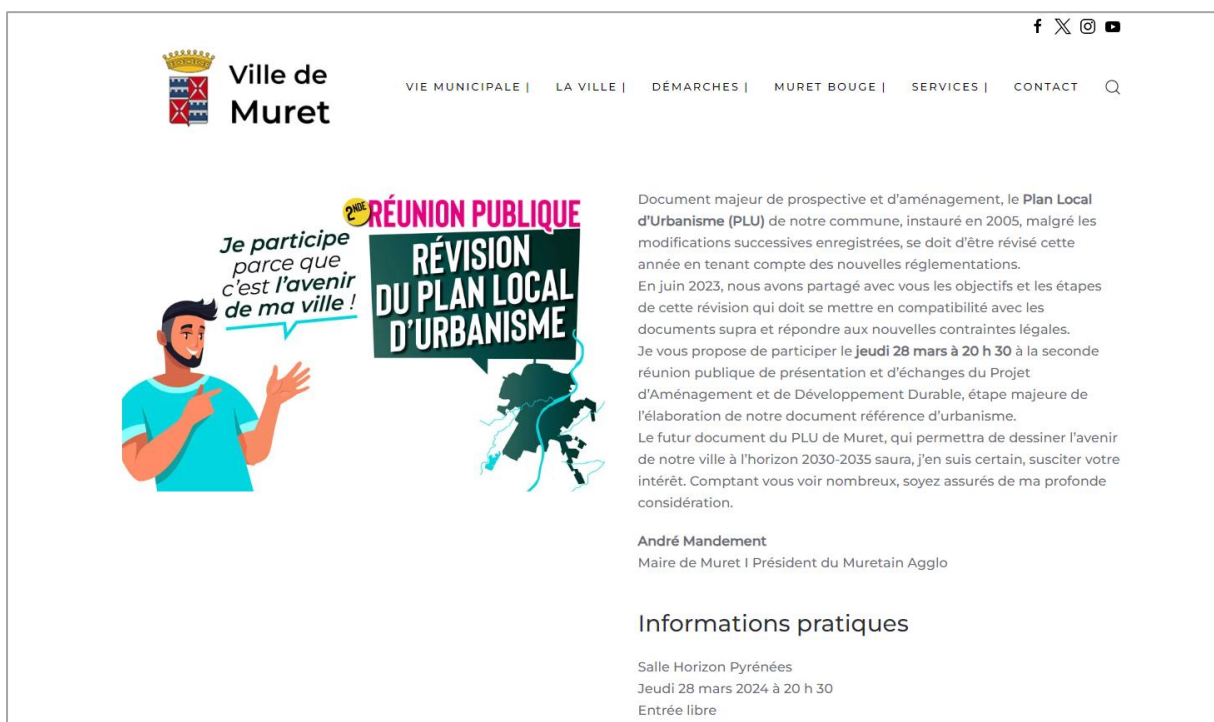 Ville de
Muret
VIE MUNICIPALE | LA VILLE | DÉMARCHES | MURET BOUGE | SERVICES | CONTACT
2NDE RÉUNION PUBLIQUE
RÉVISION
DU PLAN LOCAL
D'URBANISME
Je participe
parce que
c'est l'avenir
de ma ville !
Document majeur de prospective et d'aménagement, le Plan Local
d'Urbanisme (PLU) de notre commune, instauré en 2005, malgré les
modifications successives enregistrées, se doit d'être révisé cette
année en tenant compte des nouvelles réglementations.
En juin 2023, nous avons partagé avec vous les objectifs et les étapes
de cette révision qui doit se mettre en compatibilité avec les
documents supra et répondre aux nouvelles contraintes légales.
Je vous propose de participer le jeudi 28 mars à 20 h 30 à la seconde
réunion publique de présentation et d'échanges du Projet
d'Aménagement et de Développement Durable, étape majeure de
l'élaboration de notre document référence d'urbanisme.
Le futur document du PLU de Muret, qui permettra de dessiner l'avenir
de notre ville à l'horizon 2030-2035 saura, j'en suis certain, susciter votre
intérêt. Comptant vous voir nombreux, soyez assurés de ma profonde
considération.
André Mandement
Maire de Muret I Président du Muretain Agglo
Informations pratiques
Salle Horizon Pyrénées
Jeudi 28 mars 2024 à 20 h 30
Entrée libre